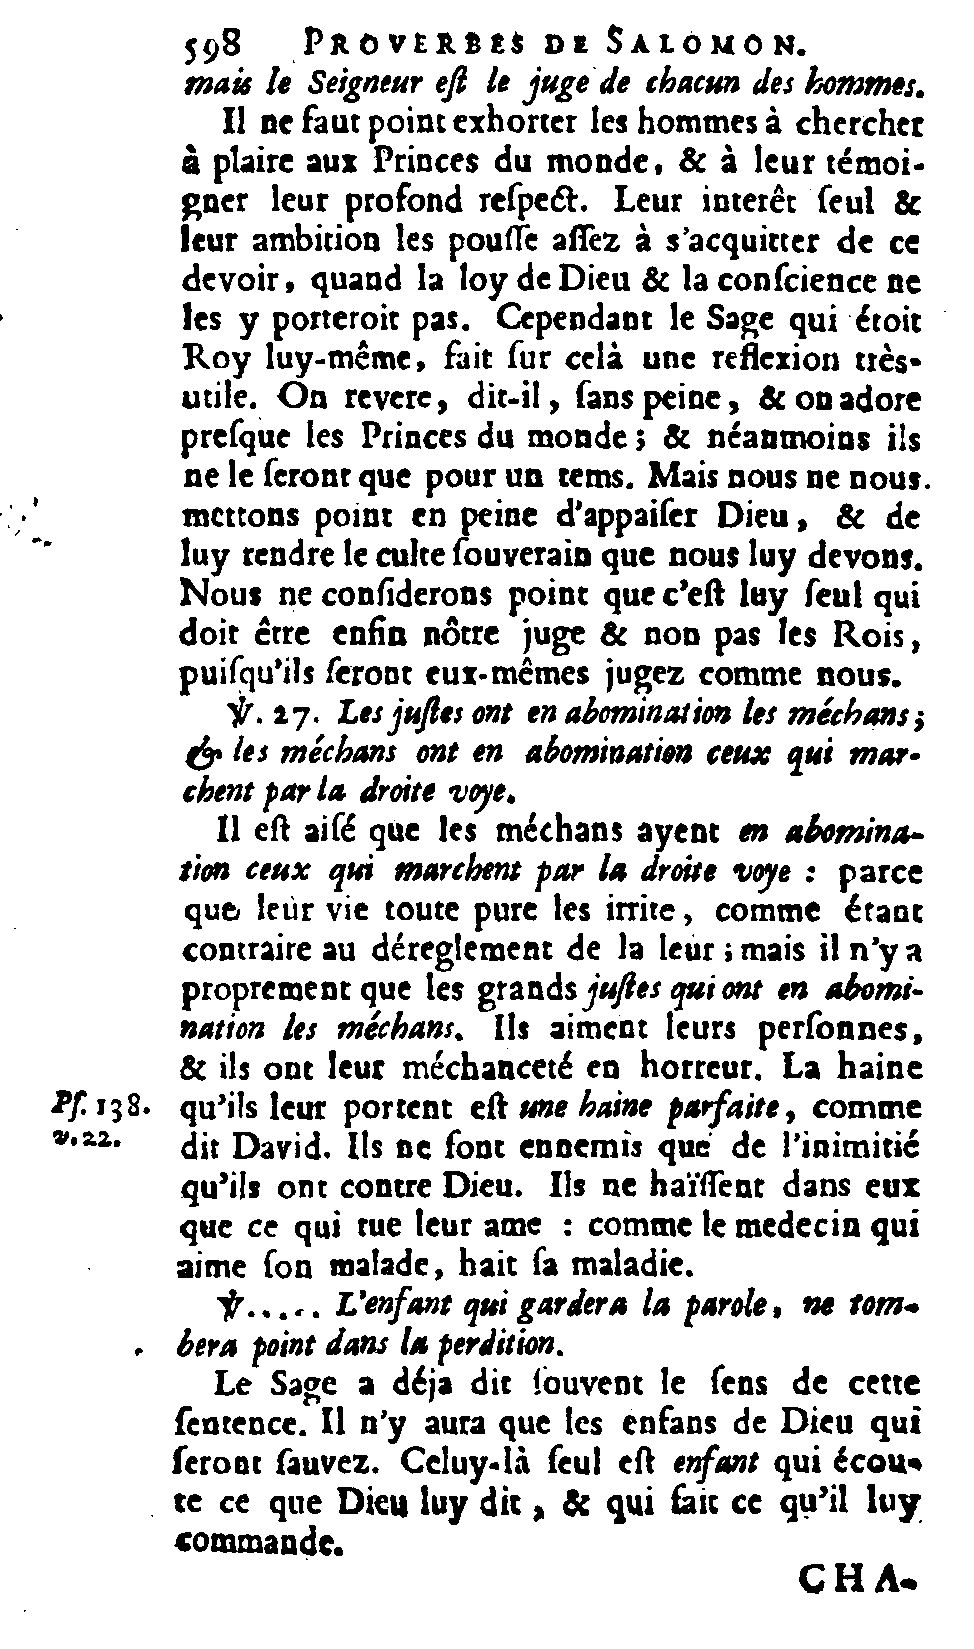 598 PROVERBES DE SALOMON.
mais le Seigneur eſt le juge de chacun des hommes.
Il ne faut point exhorter les hommes à chercher
à plaire aux Princes du monde, & à leur témoi-
gner leur profond reſpect. Leur interêt ſeul &
leur ambition les pouſſe aſſez à s'acquitter de ce
devoir, quand la loy de Dieu & la conſcience ne
les y porteroit pas. Cependant le Sage qui étoit
Roy luy-même, fait ſur celà une reflexion très-
utile. On revere, dit-il, ſans peine, & on adore
preſque les Princes du monde; & néanmoins ils
ne le ſeront que pour un tems. Mais nous ne nous.
mettons point en peine d'appaiſer Dieu, & de
luy rendre le culte ſouverain que nous luy devons.
Nous ne conſiderons point que c'eſt luy ſeul qui
doit être enfin nôtre juge & non pas les Rois,
puiſqu'ils ſeront eux-mêmes jugez comme nous.
℣. 27. Les juſtes ont en abomination les méchans;
& les méchans ont en abomination ceux qui mar-
chent par la droite voye.
Il eſt aiſé que les méchans ayent en abomina-
tion ceux qui marchent par la droite voye : parce
que leur vie toute pure les irrite, comme étant
contraire au déreglement de la leur; mais il n'y a
proprement que les grands juſtes qui ont en abomi-
nation les méchans. Ils aiment leurs perſonnes,
& ils ont leur méchanceté en horreur. La haine
Pſ. 138. qu'ils leur portent eſt une haine parfaite, comme
v. 22. dit David. Ils ne ſont ennemis que de l'inimitié
qu'ils ont contre Dieu. Ils ne haïſſent dans eux
que ce qui tue leur ame : comme le medecin qui
aime ſon malade, hait ſa maladie.
℣..... L'enfant qui gardera la parole, ne tom-
bera point dans la perdition.
Le Sage a déja dit ſouvent le ſens de cette
ſentence. Il n'y aura que les enfans de Dieu qui
ſeront ſauvez. Celuy-là ſeul eſt enfant qui écou-
te ce que Dieu luy dit, & qui fait ce qu'il luy
commande.
CHA-